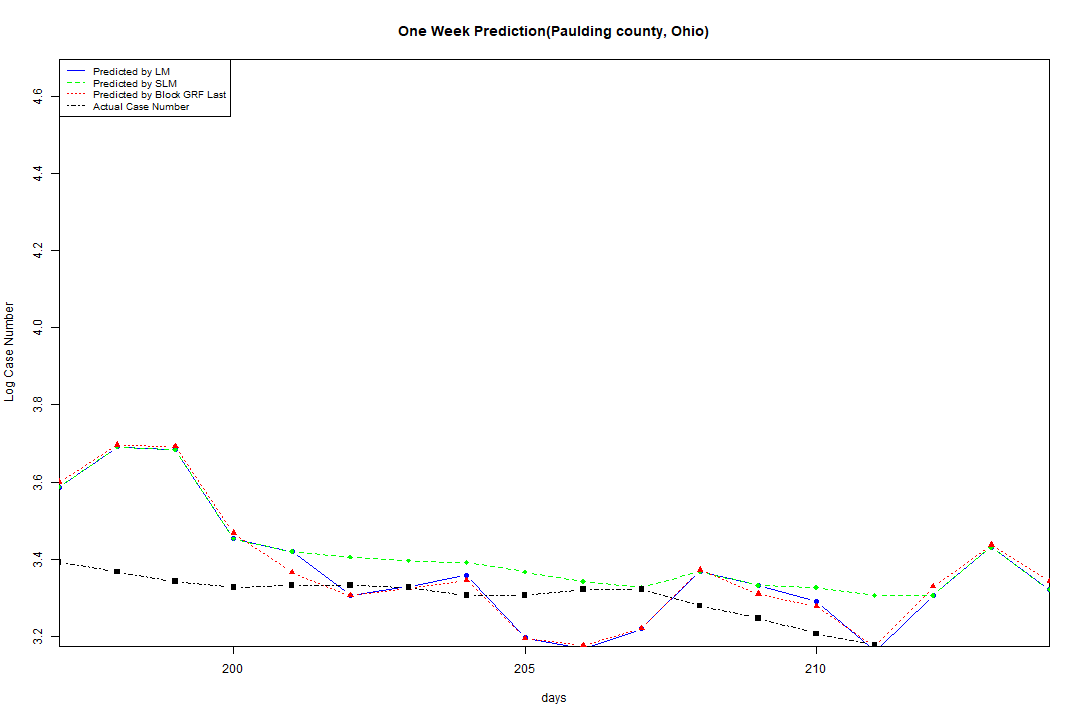 One Week Prediction(Paulding county, Ohio)
Predicted by LM
Predicted by SLM
Predicted by Block GRF Last
Actual Case Number
4.6
4.4
4.2
4.0
3.8
3.6
3.4
3.2
Log Case Number
200
205
210
days